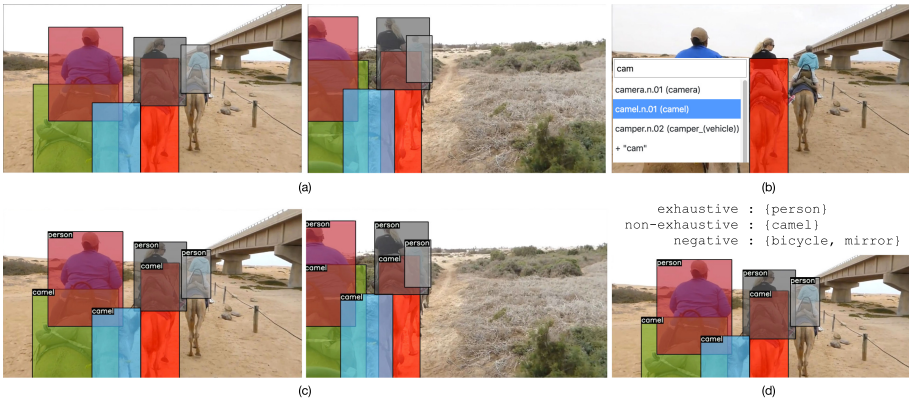 (a)
cam
camera.n.01 (camera)
camel.n.01 (camel)
camper.n.02 (camper_(vehicle))
+ "cam"
(b)
person
person
person
camel
camel
camel
camel
person
person
person
camel
camel
camel
(c)
exhaustive : {person}
non-exhaustive : {camel}
negative : {bicycle, mirror}
person
person
person
camel
camel
camel
(d)